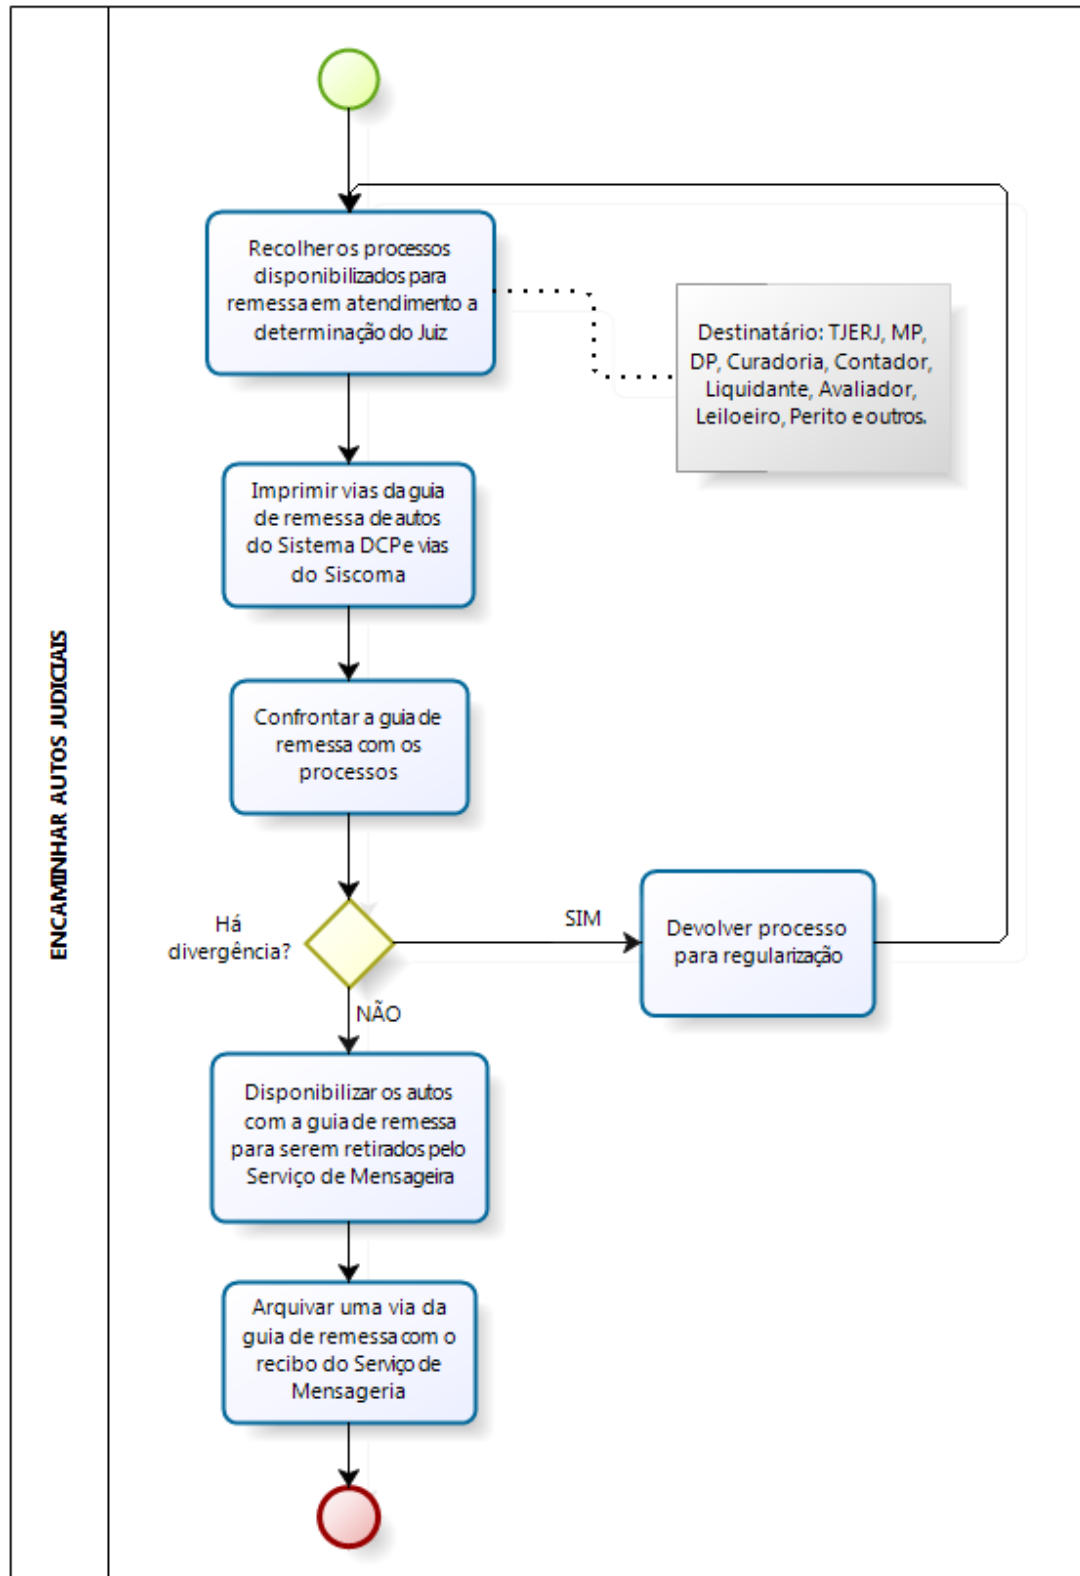 ENCAMINHAR AUTOS JUDICIAIS
Recolher os processos
disponibilizados para
remessa em atendimento a
determinação do Juiz
Destinatário: TJERJ, MP,
DP, Curadoria, Contador,
Liquidante, Avaliador,
Leiloeiro, Perito e outros.
Imprimir vias da guia
de remessa de autos
do Sistema DCP e vias
do Siscoma
Confrontar a guia de
remessa com os
processos
Há
divergência?
SIM
Devolver processo
para regularização
NÃO
Disponibilizar os autos
com a guia de remessa
para serem retirados pelo
Serviço de Mensageira
Arquivar uma via da
guia de remessa com o
recibo do Serviço de
Mensageria